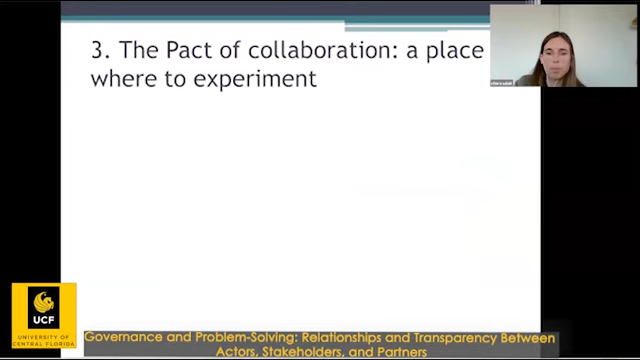 3. The Pact of collaboration: a place
where to experiment
UCF
UNIVERSITY OF
CENTRAL FLORIDA
Governance and Problem-Solving: Relationships and Transparency Between
Actors, Stakeholders, and Partners